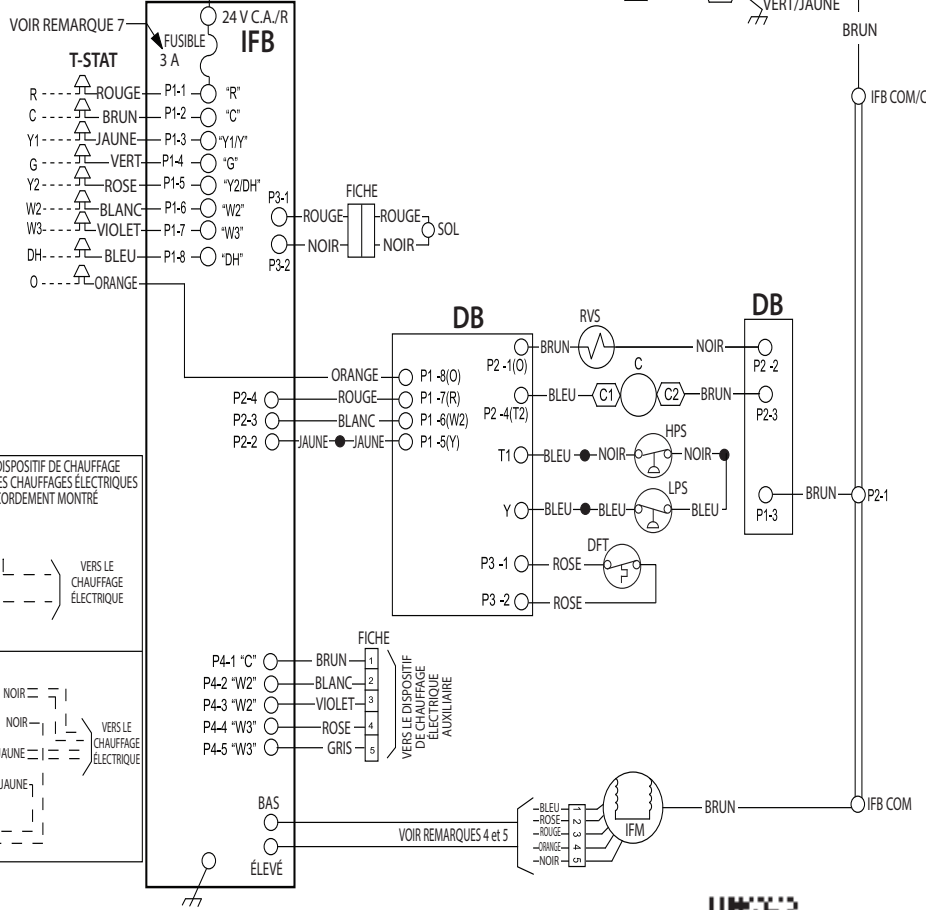 VERT/JAUNE
BRUN
24 V C.A./R
IFB
VOIR REMARQUE 7
FUSIBLE
3 A
T-STAT
R ROUGE P1-1 "R"
C BRUN P1-2 "C"
Y1 JAUNE P1-3 "Y1/Y"
G VERT P1-4 "G"
Y2 ROSE P1-5 "Y2/DH"
W2 BLANC P1-6 "W2"
W3 VIOLET P1-7 "W3"
DH BLEU P1-8 "DH"
O ORANGE
IFB COM/C
FICHE
P3-1 ROUGE ROUGE
SOL
P3-2 NOIR NOIR
DB
DB
RVS
P2 -1(O) BRUN NOIR P2 -2
C
P2 -4(T2) BLEU C1 C2 BRUN P2-3
ORANGE P1 -8(O)
P2-4 ROUGE P1 -7(R)
P2-3 BLANC P1 -6(W2)
P2-2 JAUNE JAUNE P1 -5(Y)
HPS
T1 BLEU NOIR NOIR
LPS
Y BLEU BLEU BLEU
P1-3 BRUN P2-1
DFT
P3 -1 ROSE
P3 -2 ROSE
DISPOSITIF DE CHAUFFAGE
ES CHAUFFAGES ÉLECTRIQUES
CORDEMENT MONTRÉ
VERS LE
CHAUFFAGE
ÉLECTRIQUE
NOIR
NOIR
JAUNE
JAUNE
VERS LE
CHAUFFAGE
ÉLECTRIQUE
FICHE
P4-1 "C" BRUN 1
P4-2 "W2" BLANC 2
P4-3 "W2" VIOLET 3
P4-4 "W3" ROSE 4
P4-5 "W3" GRIS 5
VERS LE DISPOSITIF
DE CHAUFFAGE
ÉLECTRIQUE
AUXILIAIRE
BAS
ÉLEVÉ
VOIR REMARQUES 4 et 5
BLEU 1
ROSE 2
ROUGE 3
ORANGE 4
NOIR 5
IFM
BRUN
IFB COM